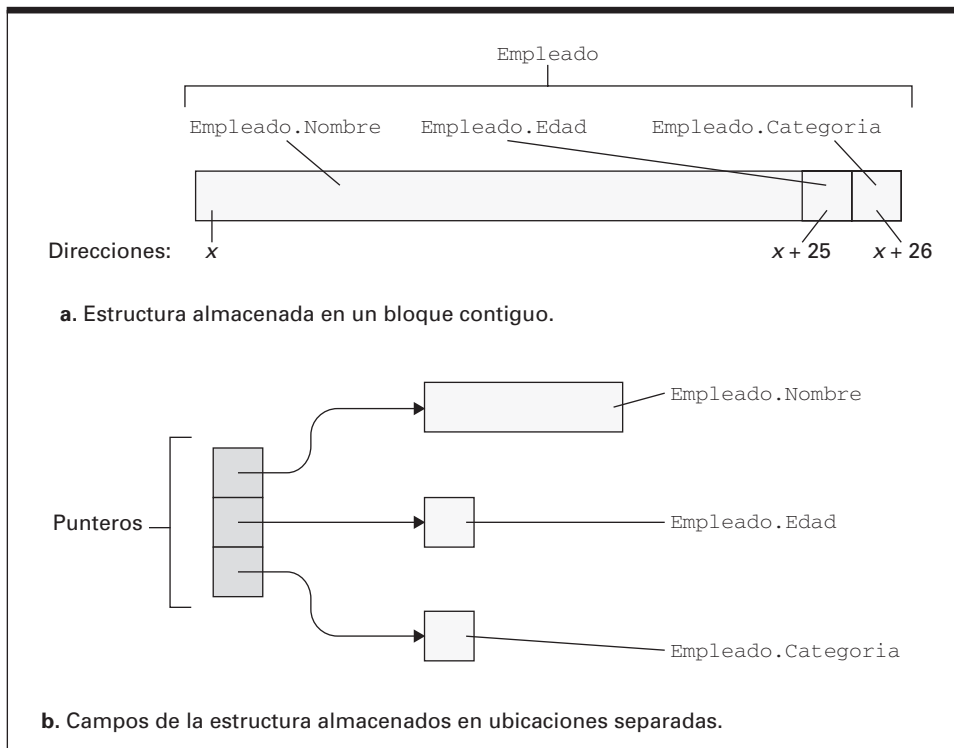 Empleado
Empleado.Nombre Empleado.Edad Empleado.Categoria
Direcciones: x x + 25 x + 26
a. Estructura almacenada en un bloque contiguo.
Empleado.Nombre
Punteros Empleado.Edad
Empleado.Categoria
b. Campos de la estructura almacenados en ubicaciones separadas.